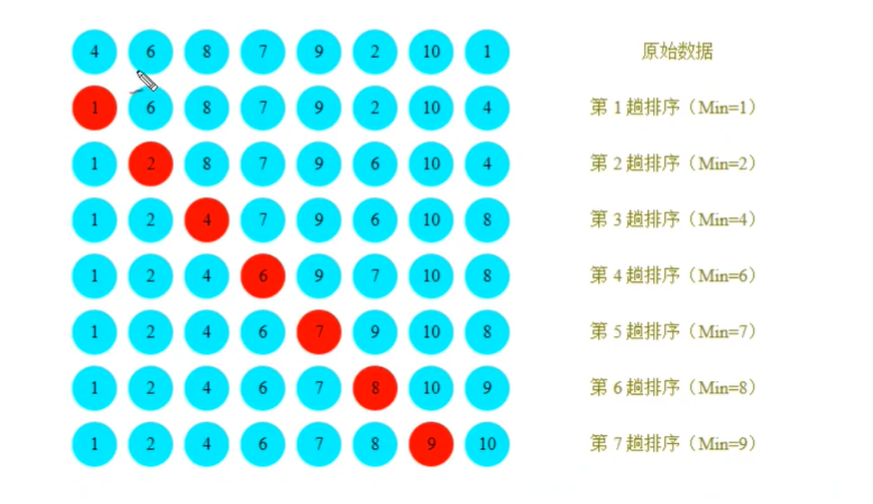 4 6 8 7 9 2 10 1 原始数据
1 6 8 7 9 2 10 4 第 1 趟排序（Min=1）
1 2 8 7 9 6 10 4 第 2 趟排序（Min=2）
1 2 4 7 9 6 10 8 第 3 趟排序（Min=4）
1 2 4 6 9 7 10 8 第 4 趟排序（Min=6）
1 2 4 6 7 9 10 8 第 5 趟排序（Min=7）
1 2 4 6 7 8 10 9 第 6 趟排序（Min=8）
1 2 4 6 7 8 9 10 第 7 趟排序（Min=9）